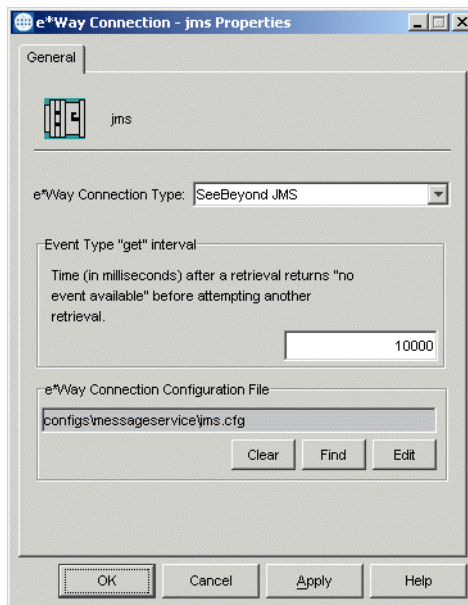 e*Way Connection - jms Properties
General
jms
e*Way Connection Type: SeeBeyond JMS
Event Type "get" interval
Time (in milliseconds) after a retrieval returns "no
event available" before attempting another
retrieval.
10000
e*Way Connection Configuration File
configs\messageservice\jms.cfg
Clear Find Edit
OK Cancel Apply Help